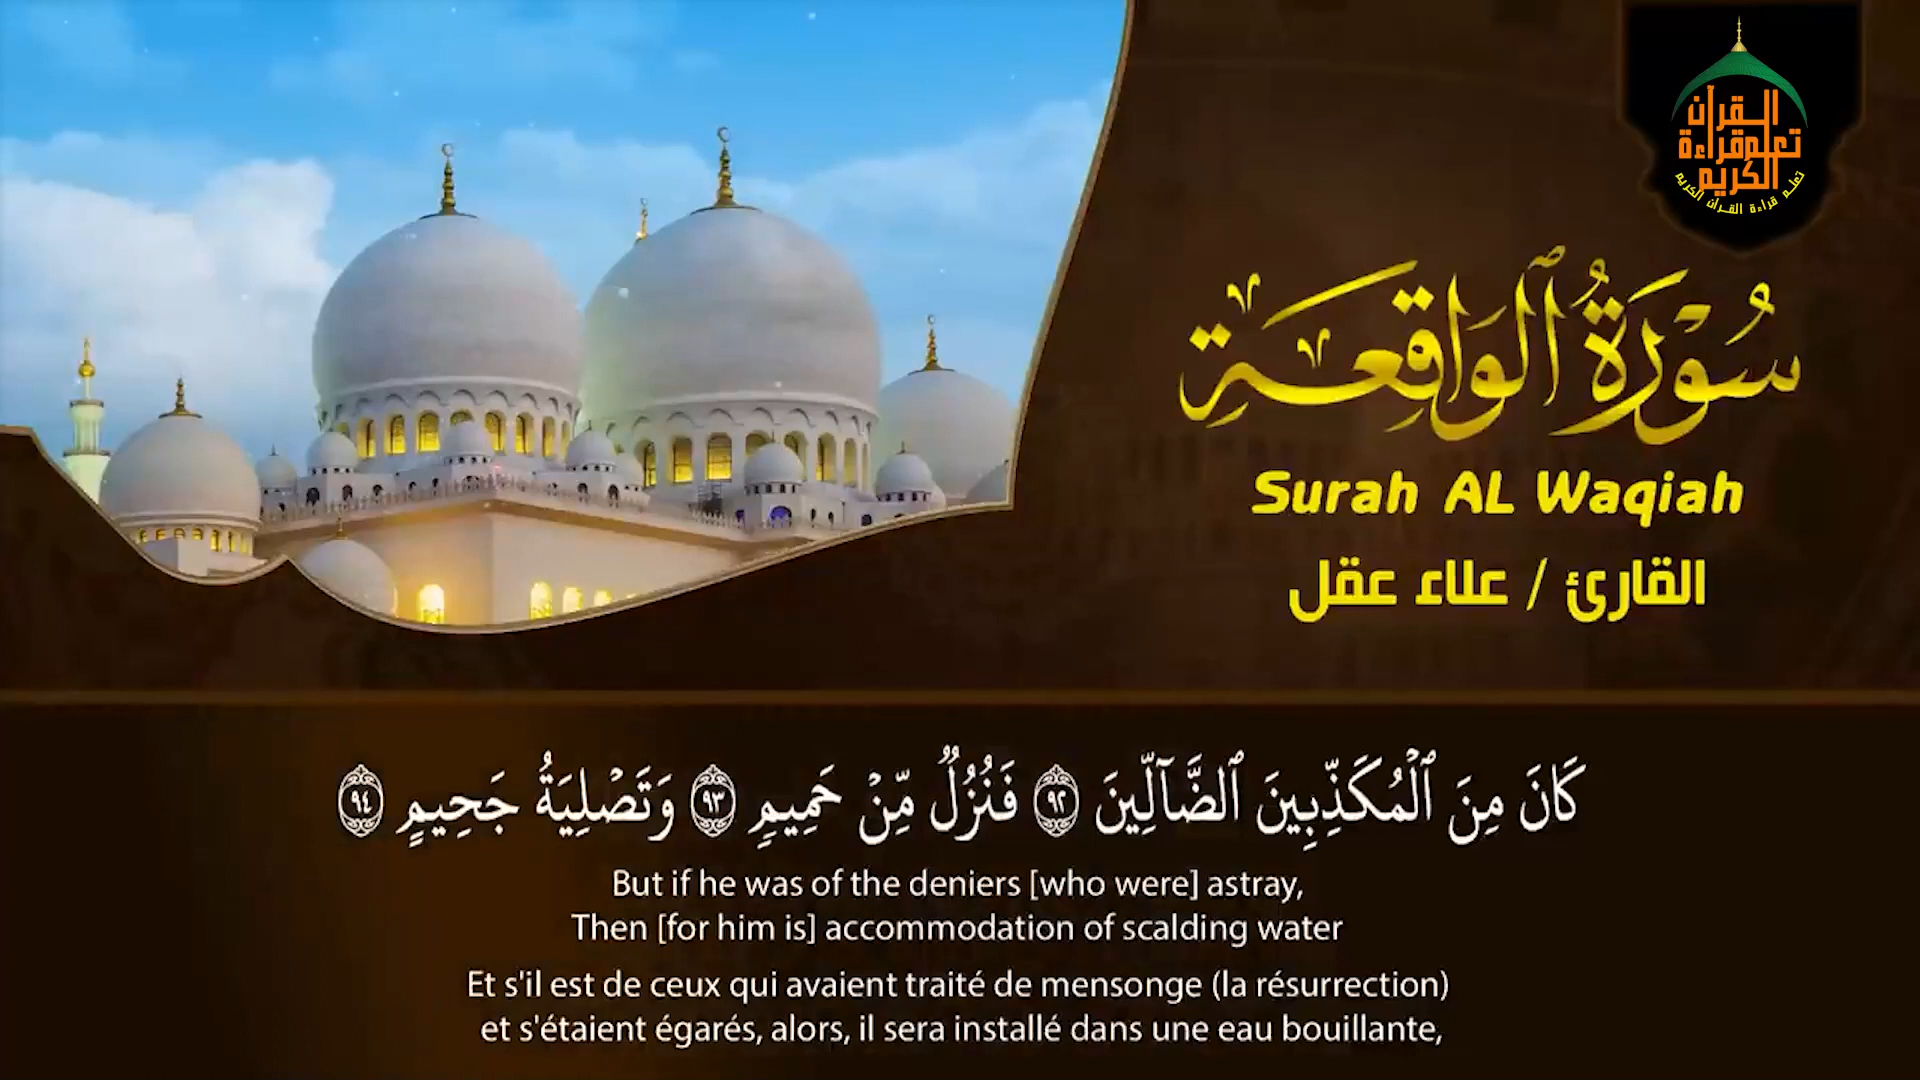 القرآن
تعلم قراءة
الكريم
تعلم قراءة القرآن الكريم
سُورَةُ ٱلْوَاقِعَةِ
Surah AL Waqiah
القارئ / علاء عقل
كَانَ مِنَ ٱلْمُكَذِّبِينَ ٱلضَّآلِّينَ ٩٢ فَنُزُلٌ مِّنْ حَمِيمٍ ٩٣ وَتَصْلِيَةُ جَحِيمٍ ٩٤
But if he was of the deniers [who were] astray,
Then [for him is] accommodation of scalding water
Et s'il est de ceux qui avaient traité de mensonge (la résurrection)
et s'étaient égarés, alors, il sera installé dans une eau bouillante,